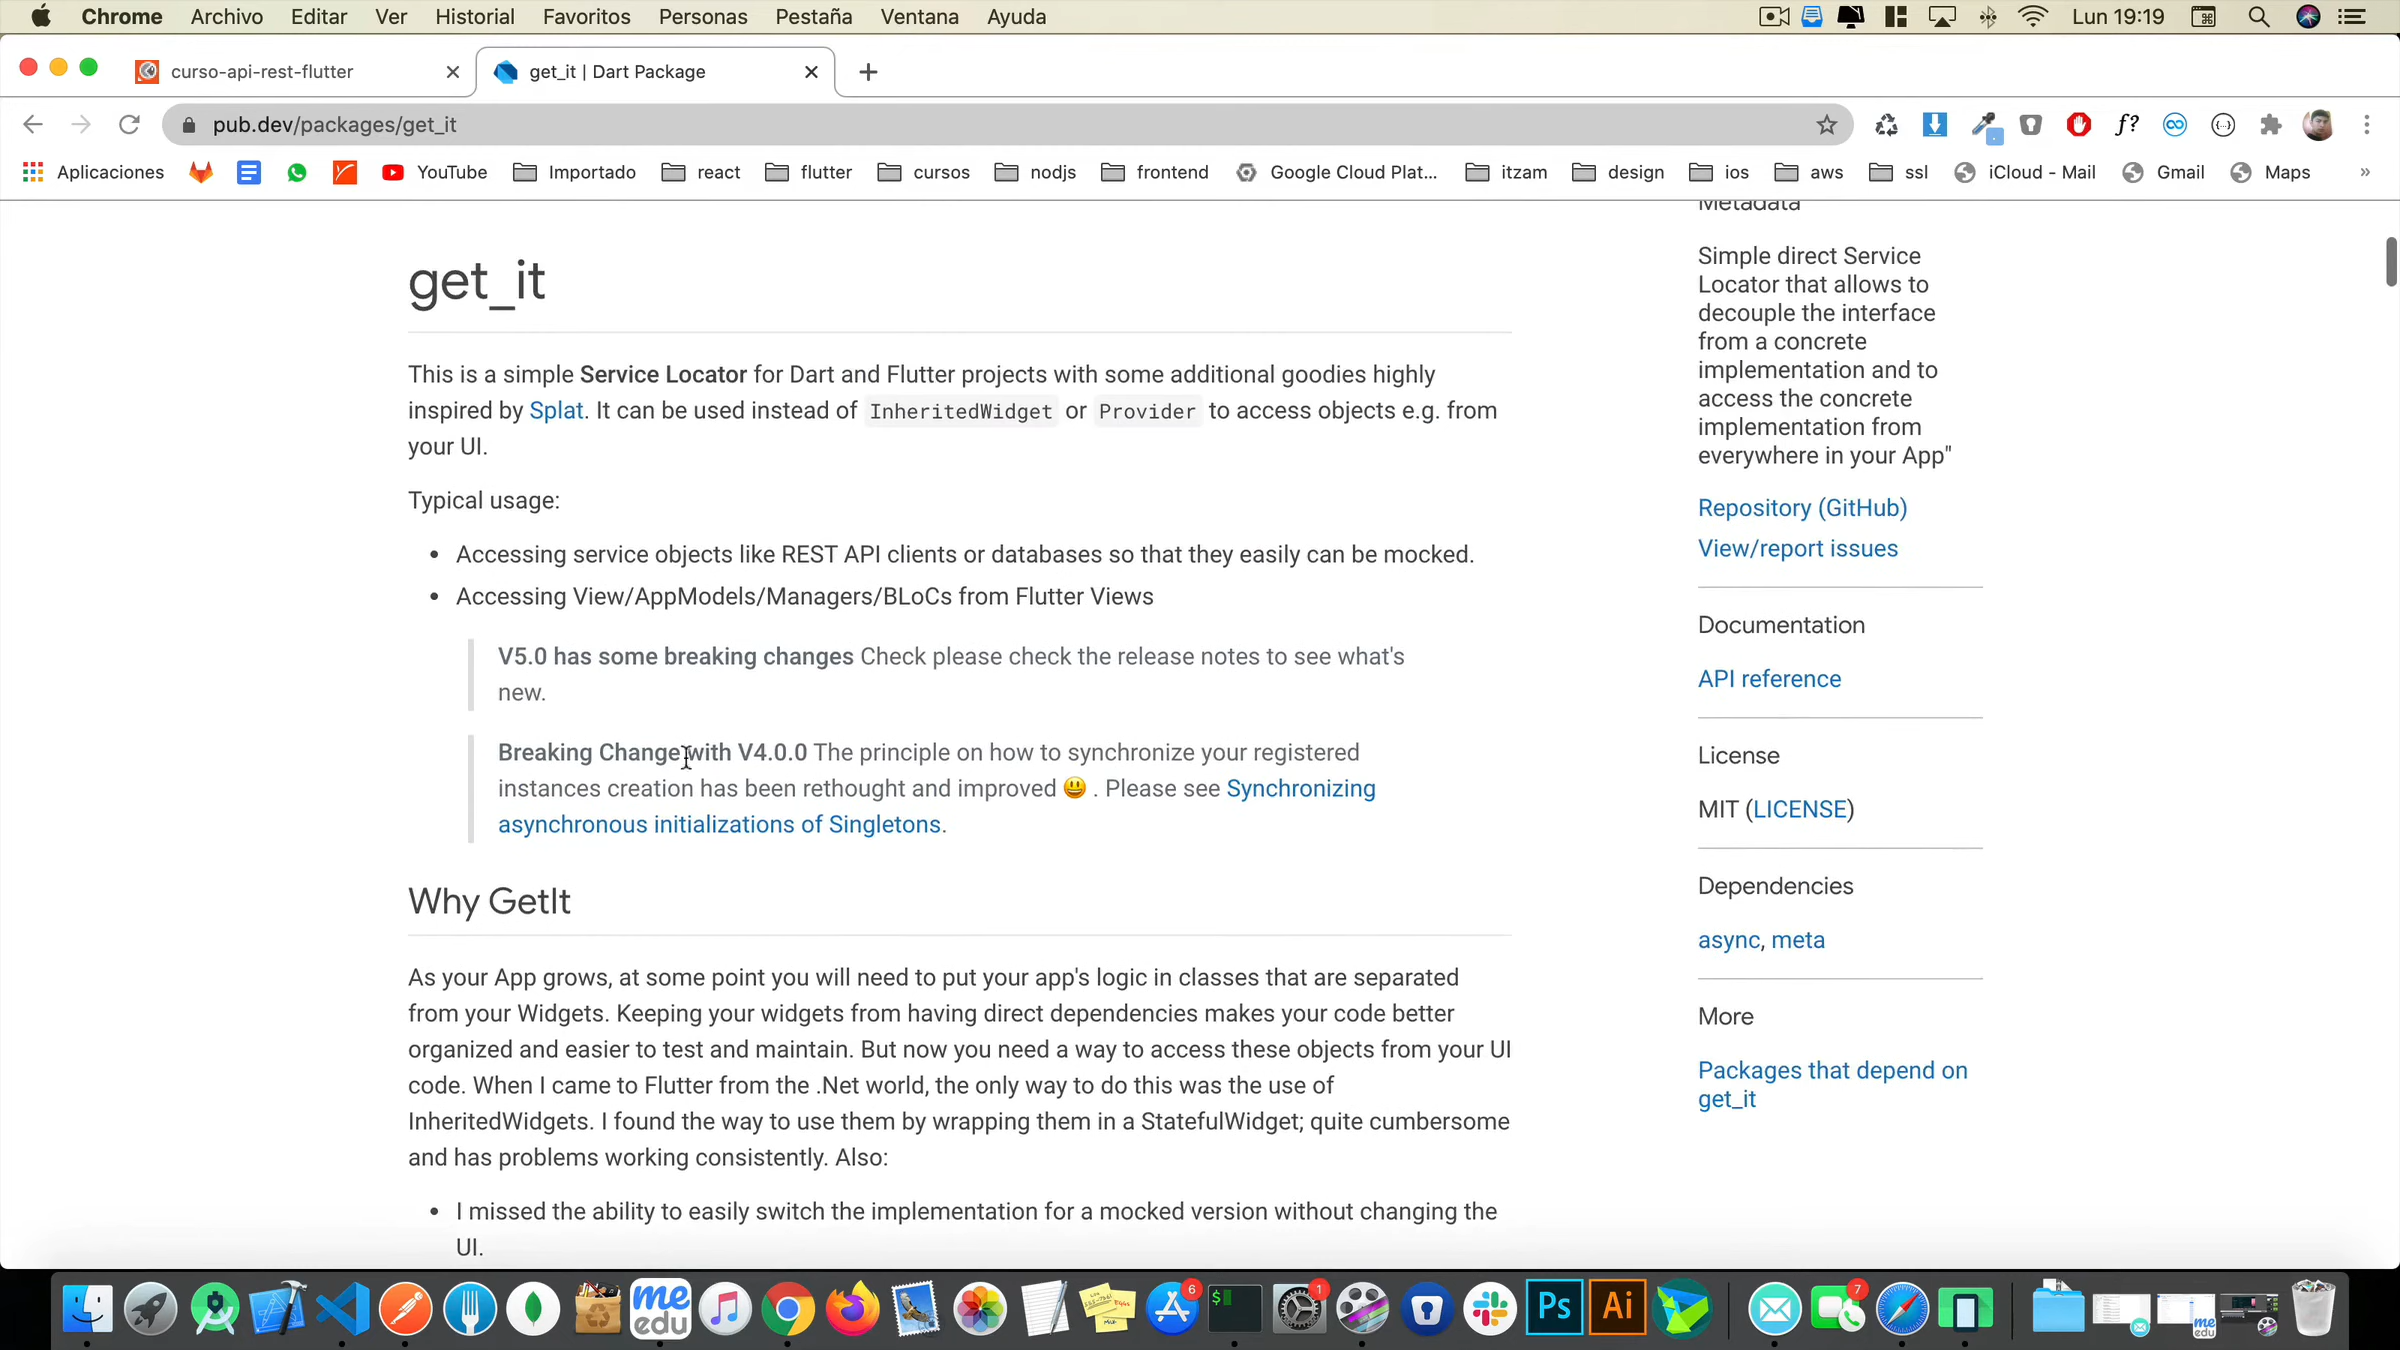 Chrome Archivo Editar Ver Historial Favoritos Personas Pestaña Ventana Ayuda Lun 19:19
curso-api-rest-flutter
get_it | Dart Package
pub.dev/packages/get_it
f?
Aplicaciones YouTube Importado react flutter cursos nodjs frontend Google Cloud Plat... itzam design ios aws ssl iCloud - Mail Gmail Maps »
get_it
This is a simple Service Locator for Dart and Flutter projects with some additional goodies highly
inspired by Splat. It can be used instead of InheritedWidget or Provider to access objects e.g. from
your UI.
Typical usage:
• Accessing service objects like REST API clients or databases so that they easily can be mocked.
• Accessing View/AppModels/Managers/BLoCs from Flutter Views
V5.0 has some breaking changes Check please check the release notes to see what's
new.
Breaking Change with V4.0.0 The principle on how to synchronize your registered
instances creation has been rethought and improved 😃 . Please see Synchronizing
asynchronous initializations of Singletons.
Why GetIt
As your App grows, at some point you will need to put your app's logic in classes that are separated
from your Widgets. Keeping your widgets from having direct dependencies makes your code better
organized and easier to test and maintain. But now you need a way to access these objects from your UI
code. When I came to Flutter from the .Net world, the only way to do this was the use of
InheritedWidgets. I found the way to use them by wrapping them in a StatefulWidget; quite cumbersome
and has problems working consistently. Also:
• I missed the ability to easily switch the implementation for a mocked version without changing the
UI.
Metadata
Simple direct Service
Locator that allows to
decouple the interface
from a concrete
implementation and to
access the concrete
implementation from
everywhere in your App"
Repository (GitHub)
View/report issues
Documentation
API reference
License
MIT (LICENSE)
Dependencies
async, meta
More
Packages that depend on
get_it
me
edu
6
$
1
Ps
Ai
7
me
edu